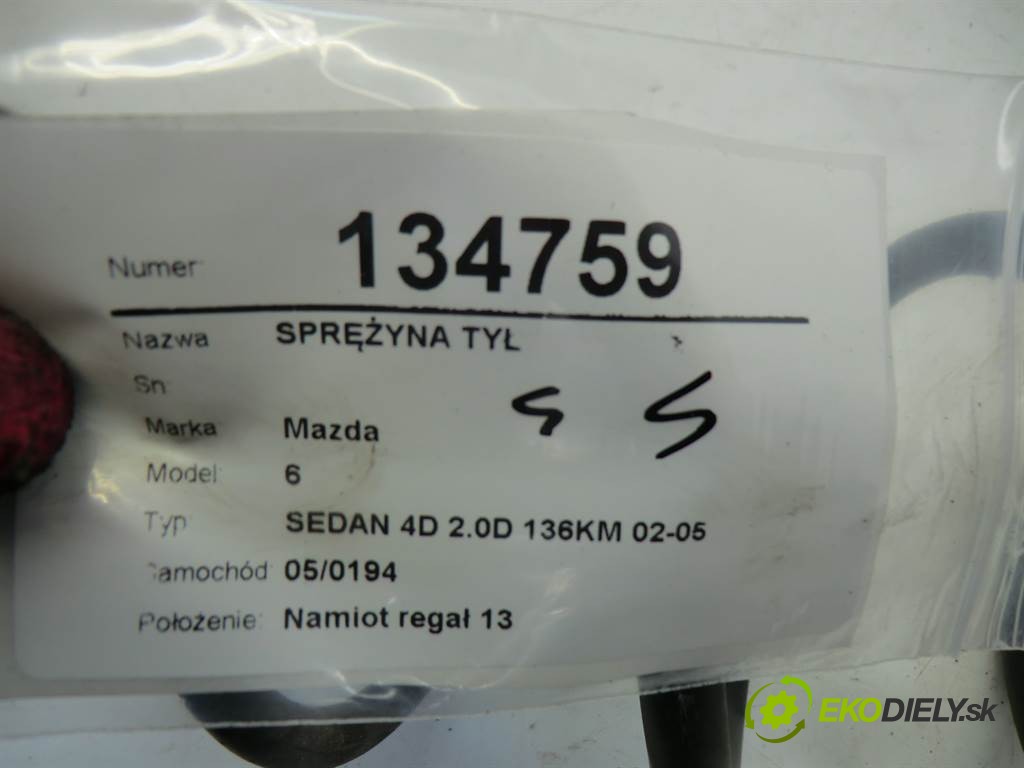 Numer: 134759
Nazwa SPRĘŻYNA TYŁ
Sn
Marka Mazda
Model: 6
Typ: SEDAN 4D 2.0D 136KM 02-05
Samochód: 05/0194
Położenie: Namiot regał 13
EKODIELY.sk